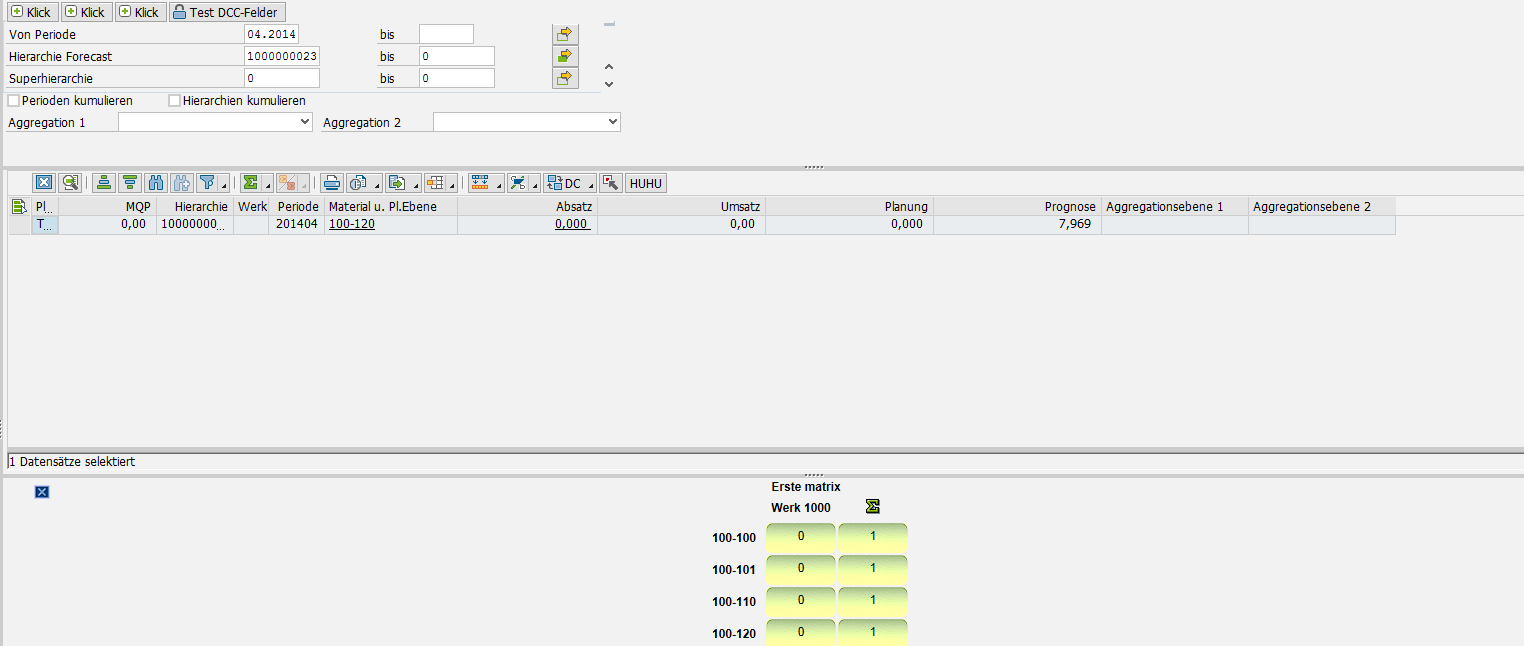 Klick Klick Klick Test DCC-Felder
Von Periode 04.2014 bis
Hierarchie Forecast 1000000023 bis 0
Superhierarchie 0 bis 0
Perioden kumulieren Hierarchien kumulieren
Aggregation 1 Aggregation 2
DC HUHU
Pl... MQP Hierarchie Werk Periode Material u. Pl.Ebene Absatz Umsatz Planung Prognose Aggregationsebene 1 Aggregationsebene 2
T... 0,00 10000000... 201404 100-120 0,000 0,00 0,000 7,969
1 Datensätze selektiert
Erste matrix
Werk 1000 Σ
100-100 0 1
100-101 0 1
100-110 0 1
100-120 0 1